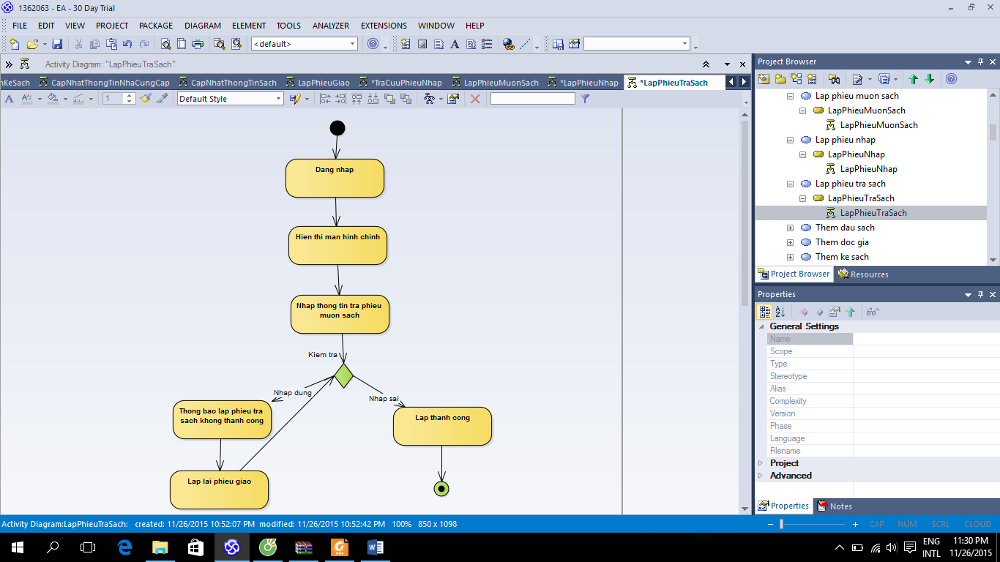 1362063 - EA - 30 Day Trial
FILE EDIT VIEW PROJECT PACKAGE DIAGRAM ELEMENT TOOLS ANALYZER EXTENSIONS WINDOW HELP
<default>
Activity Diagram: "LapPhieuTraSach"
nKeSach CapNhatThongTinNhaCungCap CapNhatThongTinSach LapPhieuGiao *TraCuuPhieuNhap LapPhieuMuonSach *LapPhieuNhap *LapPhieuTraSach
1 Default Style
Dang nhap
Hien thi man hinh chinh
Nhap thong tin tra phieu
muon sach
Kiem tra
Nhap dung
Nhap sai
Thong bao lap phieu tra
sach khong thanh cong
Lap thanh cong
Lap lai phieu giao
Project Browser
Lap phieu muon sach
LapPhieuMuonSach
LapPhieuMuonSach
Lap phieu nhap
LapPhieuNhap
LapPhieuNhap
Lap phieu tra sach
LapPhieuTraSach
LapPhieuTraSach
Them dau sach
Them doc gia
Them ke sach
Project Browser Resources
Properties
General Settings
Name
Scope
Type
Stereotype
Alias
Complexity
Version
Phase
Language
Filename
Project
Advanced
Properties Notes
Activity Diagram:LapPhieuTraSach: created: 11/26/2015 10:52:07 PM modified: 11/26/2015 10:52:42 PM 100% 850 x 1098
CAP NUM SCRL CLOUD
ENG
INTL
11:30 PM
11/26/2015